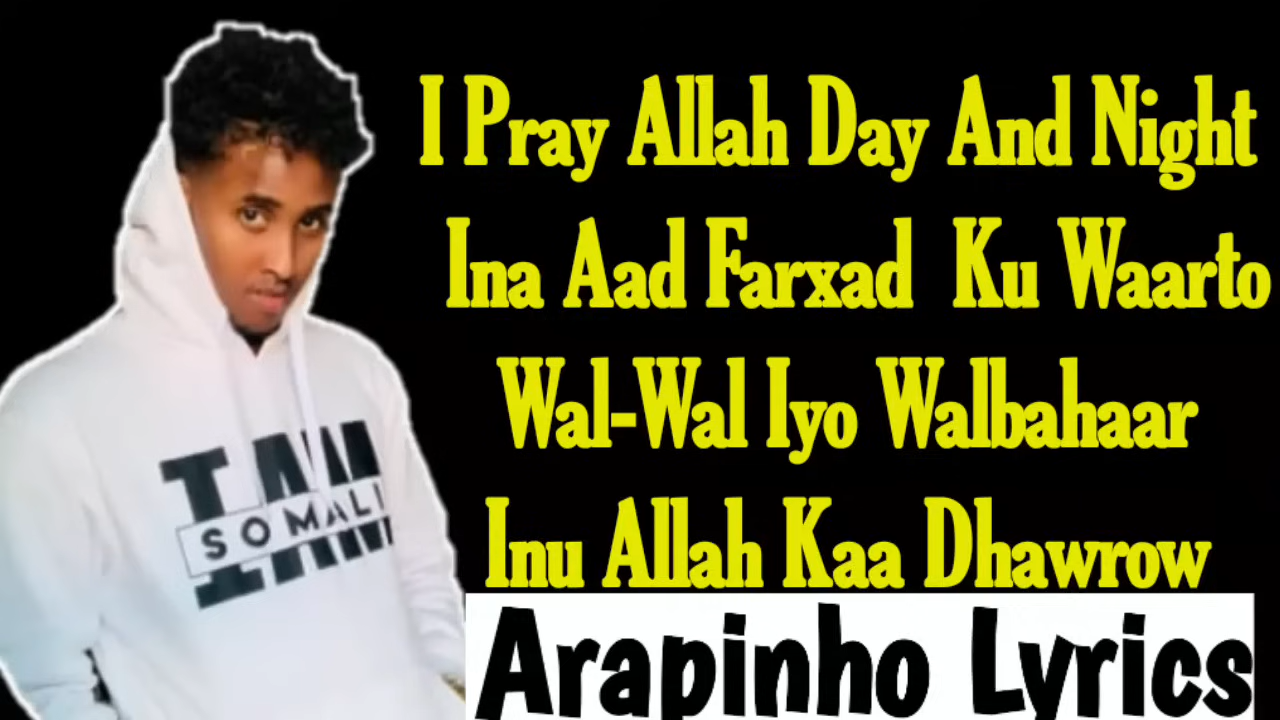 I Pray Allah Day And Night
Ina Aad Farxad Ku Waarto
Wal-Wal Iyo Walbahaar
Inu Allah Kaa Dhawrow
I AM
SOMALI
Arapinho Lyrics